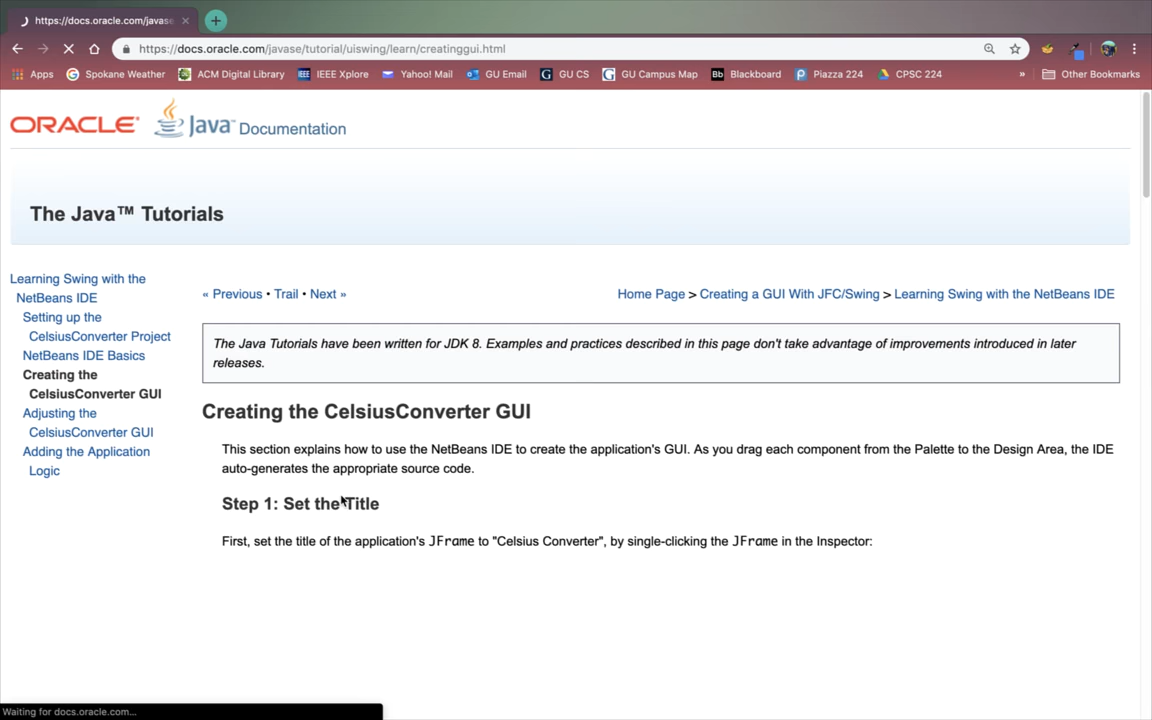 https://docs.oracle.com/javase
https://docs.oracle.com/javase/tutorial/uiswing/learn/creatinggui.html
Apps Spokane Weather ACM Digital Library IEEE Xplore Yahoo! Mail GU Email GU CS GU Campus Map Bb Blackboard Piazza 224 CPSC 224 » Other Bookmarks
ORACLE Java™ Documentation
The Java™ Tutorials
Learning Swing with the
NetBeans IDE
Setting up the
CelsiusConverter Project
NetBeans IDE Basics
Creating the
CelsiusConverter GUI
Adjusting the
CelsiusConverter GUI
Adding the Application
Logic
« Previous • Trail • Next »
Home Page > Creating a GUI With JFC/Swing > Learning Swing with the NetBeans IDE
The Java Tutorials have been written for JDK 8. Examples and practices described in this page don't take advantage of improvements introduced in later
releases.
Creating the CelsiusConverter GUI
This section explains how to use the NetBeans IDE to create the application's GUI. As you drag each component from the Palette to the Design Area, the IDE
auto-generates the appropriate source code.
Step 1: Set the Title
First, set the title of the application's JFrame to "Celsius Converter", by single-clicking the JFrame in the Inspector:
Waiting for docs.oracle.com...